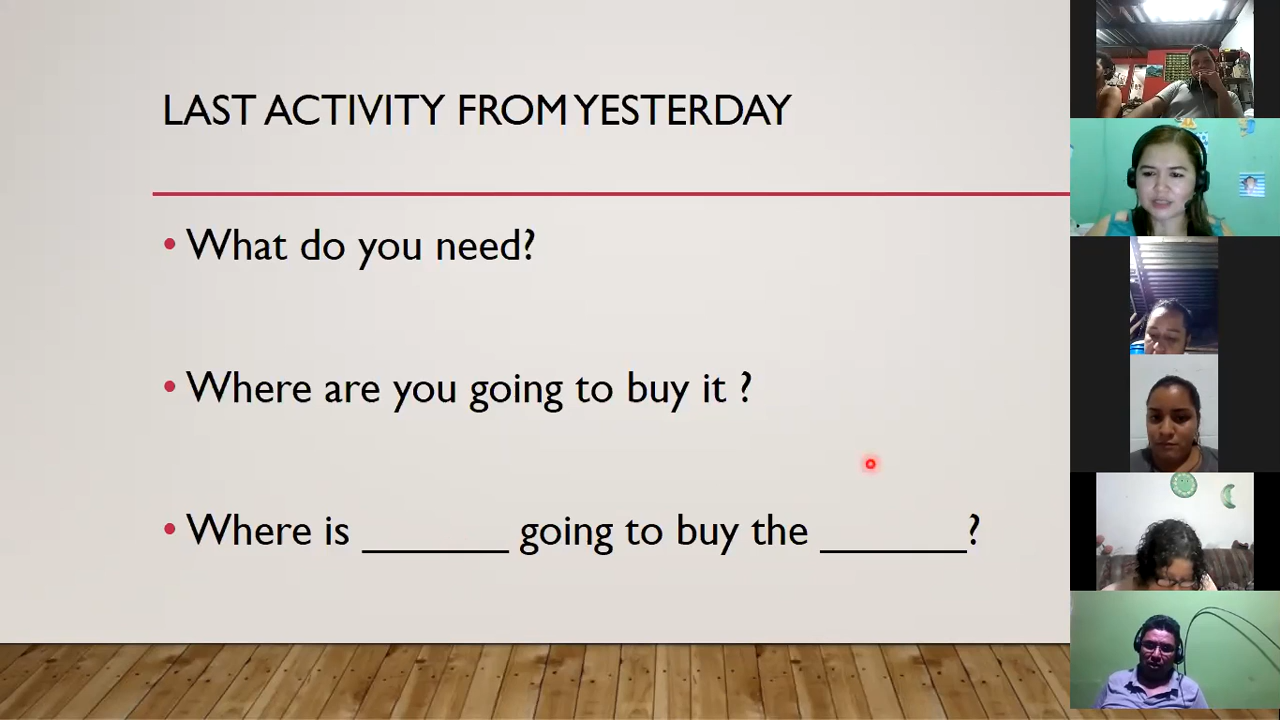 LAST ACTIVITY FROM YESTERDAY
• What do you need?
• Where are you going to buy it ?
• Where is _______ going to buy the _______?